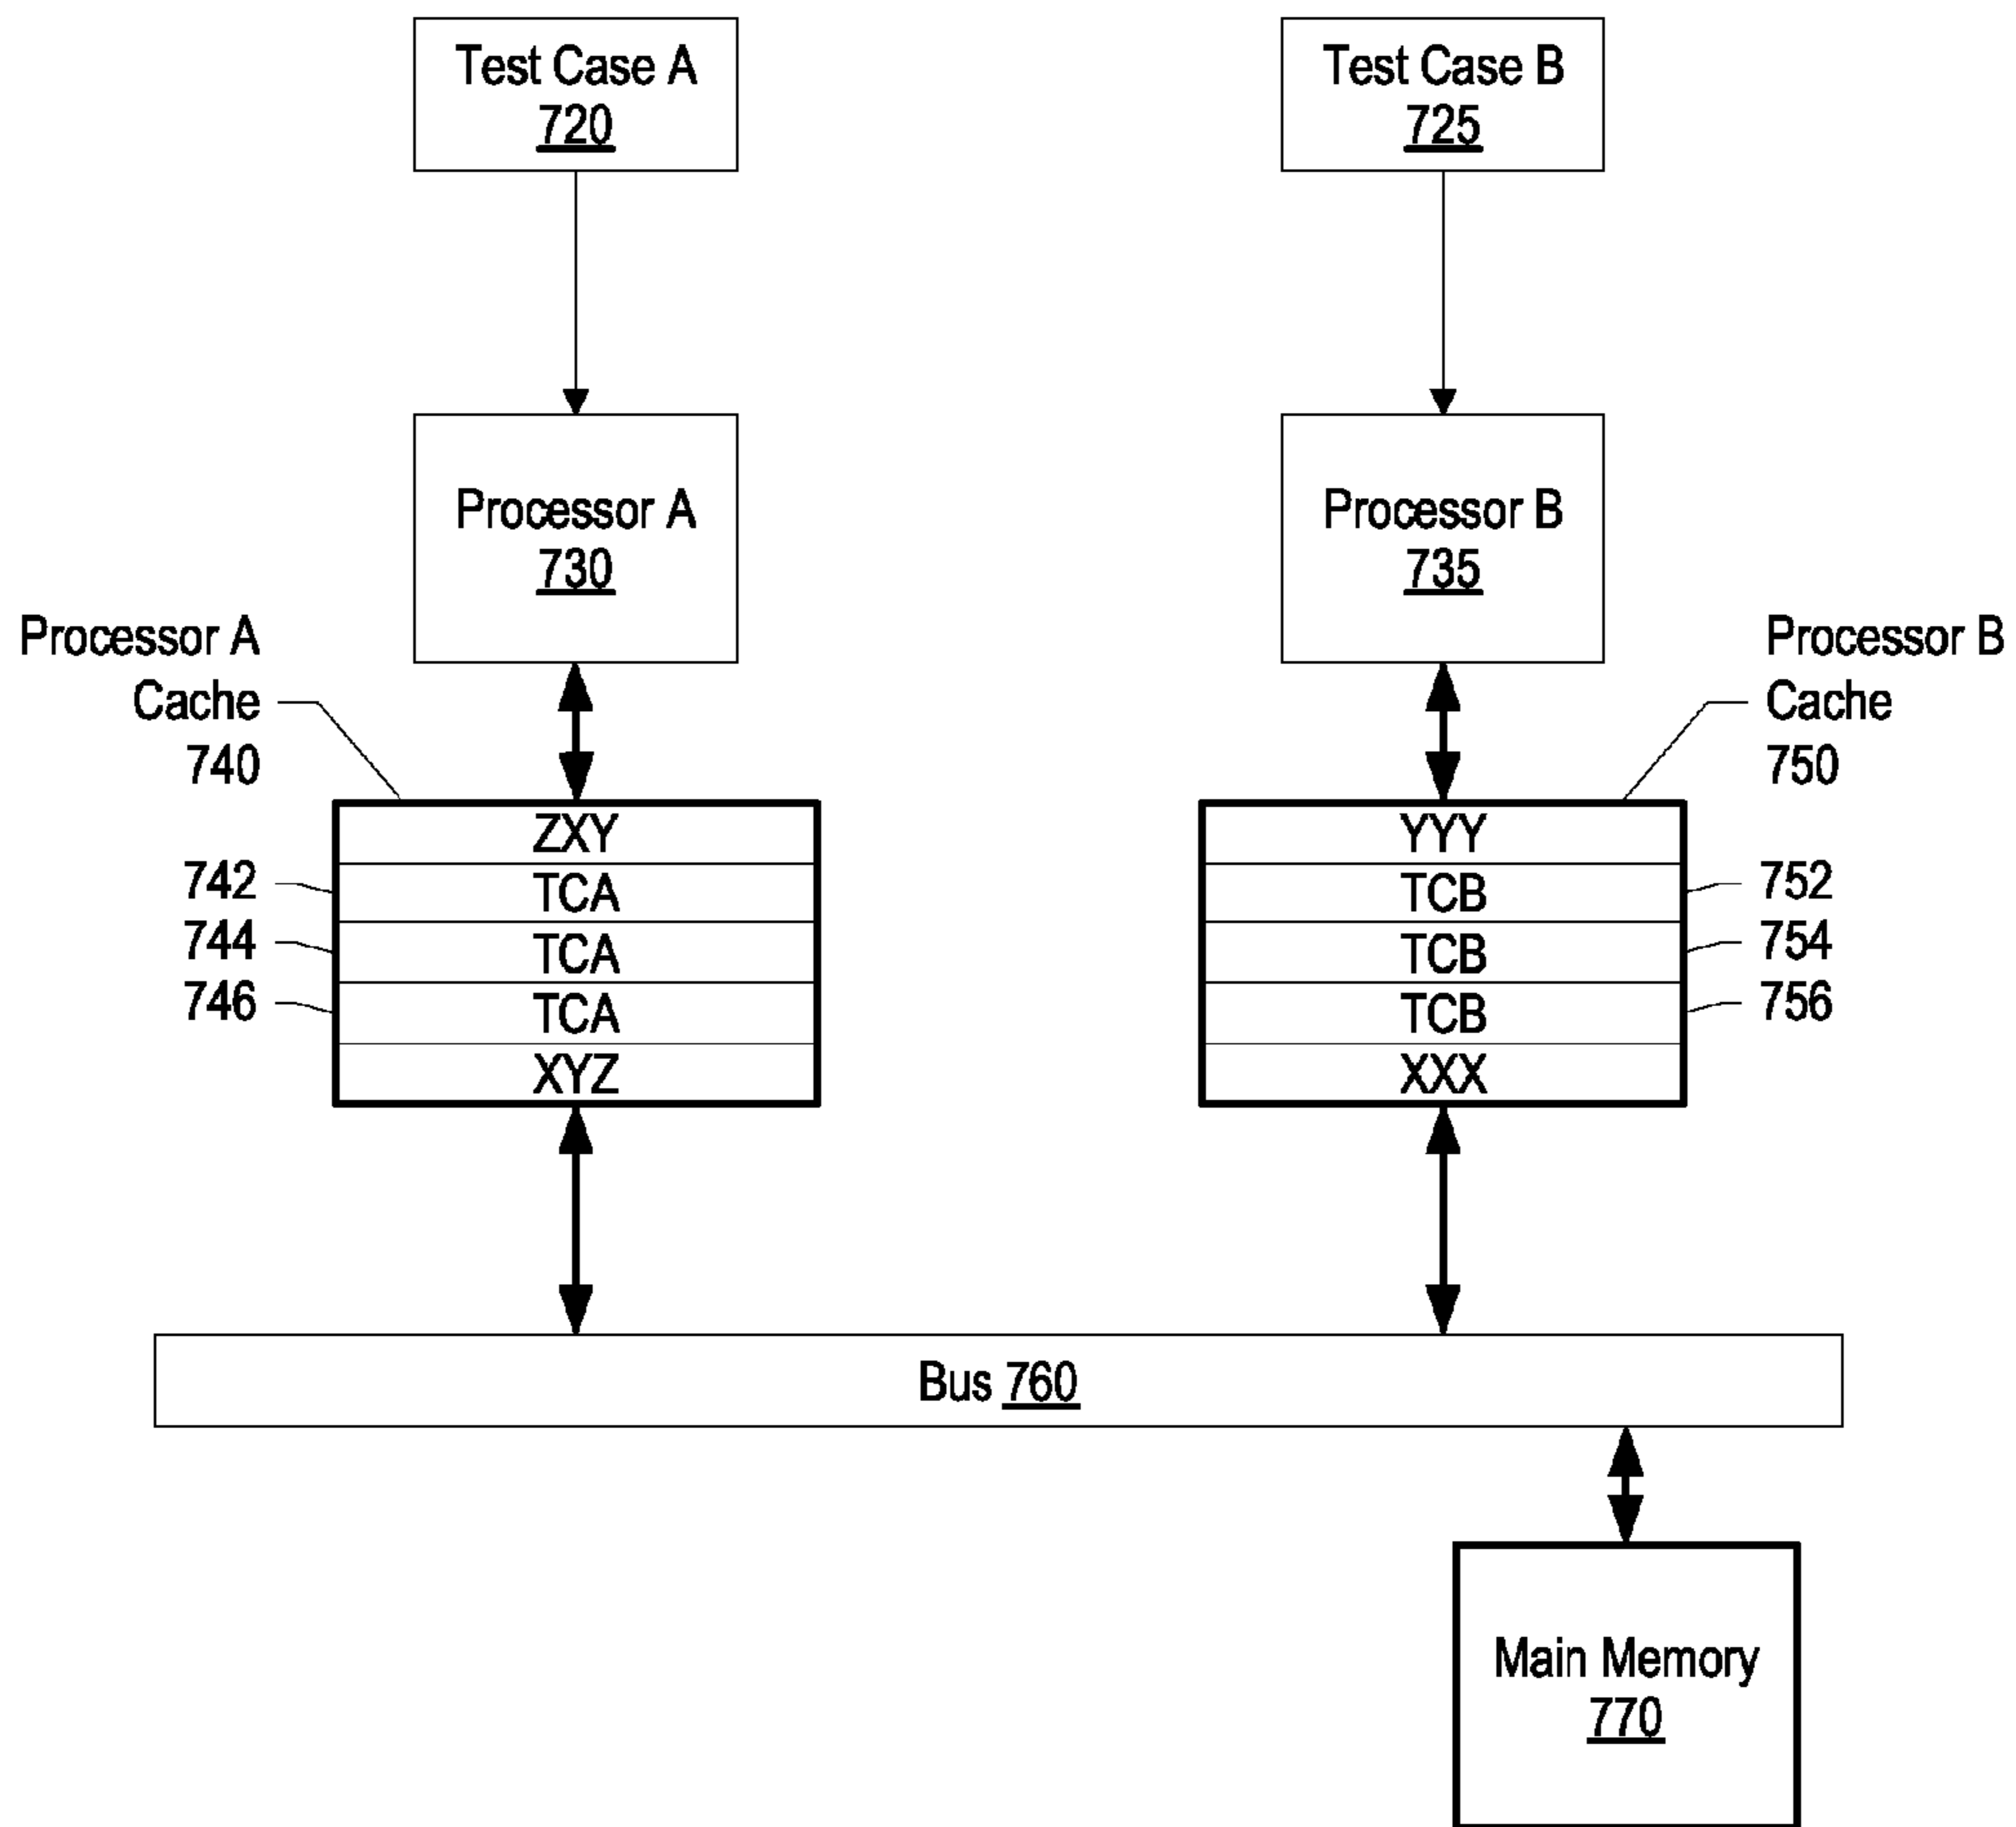 Test Case A
720
Test Case B
725
Processor A
730
Processor B
735
Processor A
Cache
740
Processor B
Cache
750
ZXY
742
TCA
744
TCA
746
TCA
XYZ
YYY
TCB
752
TCB
754
TCB
756
XXX
Bus 760
Main Memory
770